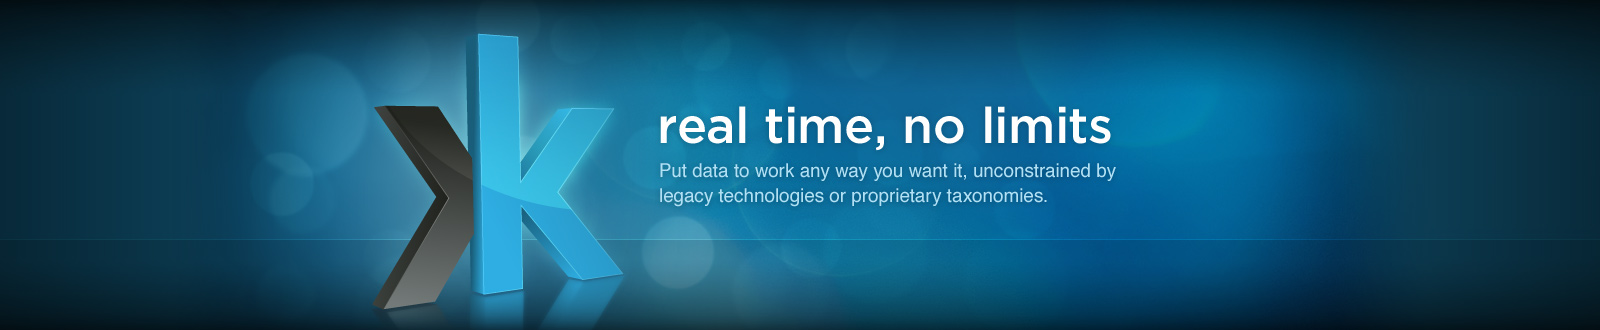 real time, no limits
Put data to work any way you want it, unconstrained by
legacy technologies or proprietary taxonomies.